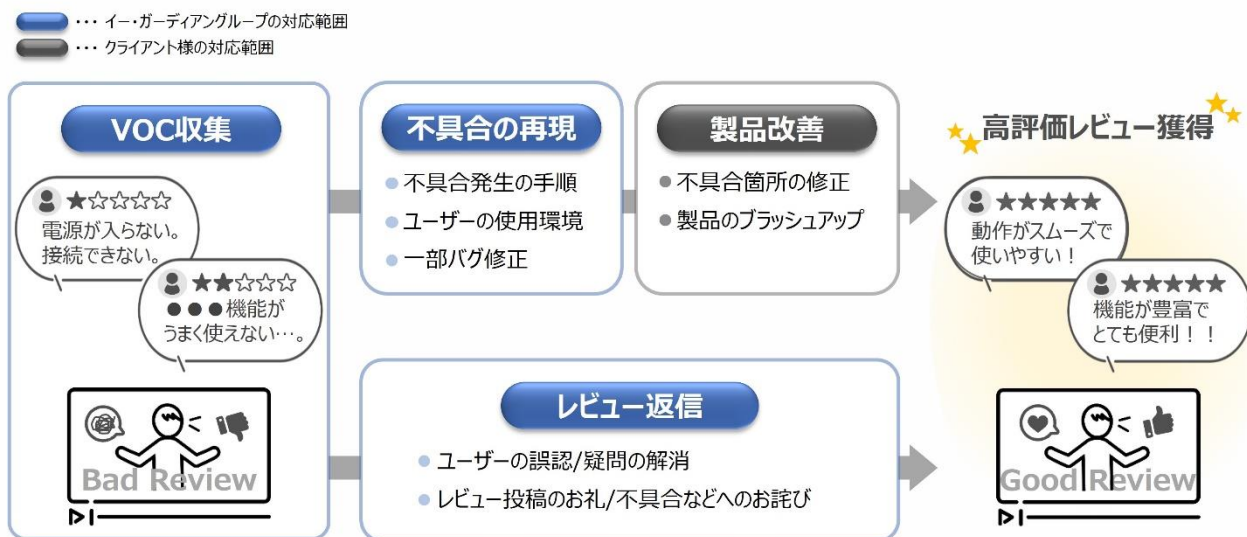 ･･･ イー・ガーディアングループの対応範囲
･･･ クライアント様の対応範囲
VOC収集
★☆☆☆☆
電源が入らない。
接続できない。
★★☆☆☆
●●●機能が
うまく使えない…。
Bad Review
不具合の再現
● 不具合発生の手順
● ユーザーの使用環境
● 一部バグ修正
製品改善
● 不具合箇所の修正
● 製品のブラッシュアップ
レビュー返信
● ユーザーの誤認/疑問の解消
● レビュー投稿のお礼/不具合などへのお詫び
高評価レビュー獲得
★★★★★
動作がスムーズで
使いやすい！
★★★★★
機能が豊富で
とても便利！！
Good Review